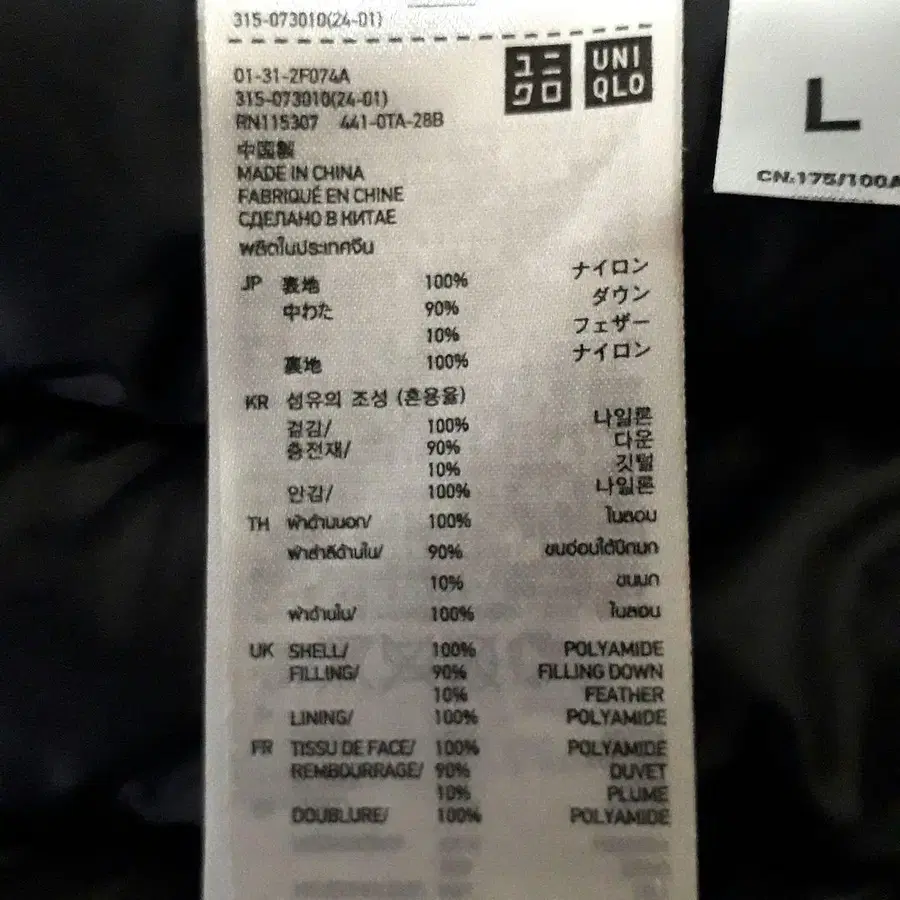 315-073010(24-01)
ユニ
クロ
UNI
QLO
01-31-2F074A
315-073010(24-01)
RN115307 441-0TA-28B
中国製
MADE IN CHINA
FABRIQUÉ EN CHINE
СДЕЛАНО В КИТАЕ
ผลิตในประเทศจีน
JP 裏地 100% ナイロン
中わた 90% ダウン
10% フェザー
裏地 100% ナイロン
KR 섬유의 조성 (혼용율)
겉감/ 100% 나일론
충전재/ 90% 다운
10% 깃털
안감/ 100% 나일론
TH ผ้าด้านนอก/ 100% ไนลอน
ผ้าสำลีด้านใน/ 90% ขนอ่อนใต้ปีกนก
10% ขนนก
ผ้าด้านใน/ 100% ไนลอน
UK SHELL/ 100% POLYAMIDE
FILLING/ 90% FILLING DOWN
10% FEATHER
LINING/ 100% POLYAMIDE
FR TISSU DE FACE/ 100% POLYAMIDE
REMBOURRAGE/ 90% DUVET
10% PLUME
DOUBLURE/ 100% POLYAMIDE
L
CN.175/100A